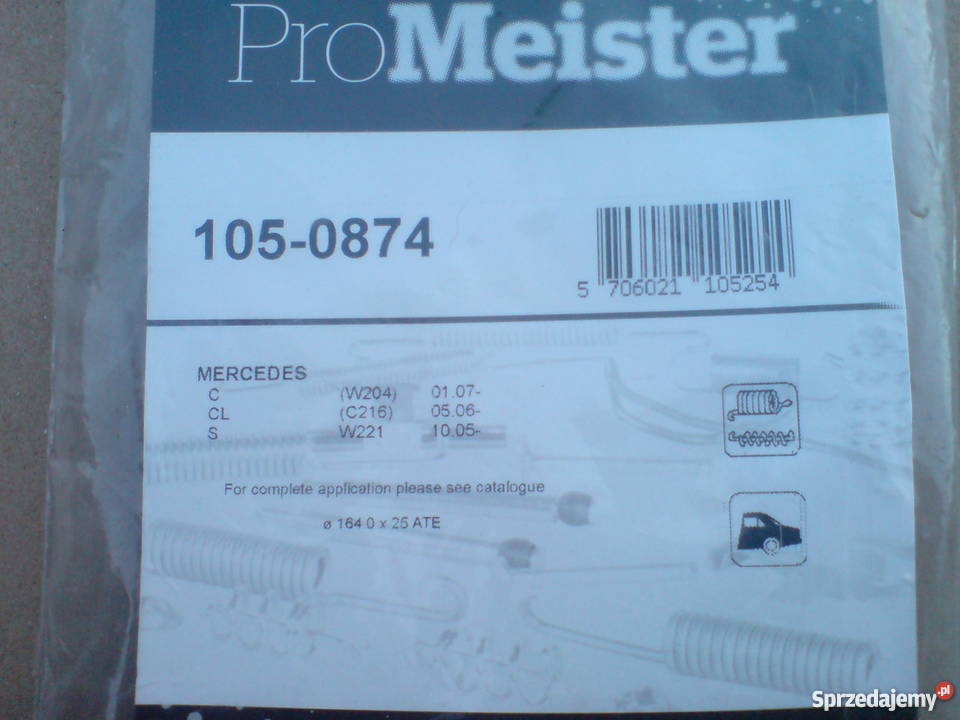 ProMeister
105-0874
5 706021 105254
MERCEDES
C (W204) 01.07-
CL (C216) 05.06-
S W221 10.05-
For complete application please see catalogue
ø 164 0 x 25 ATE
Sprzedajemy.pl